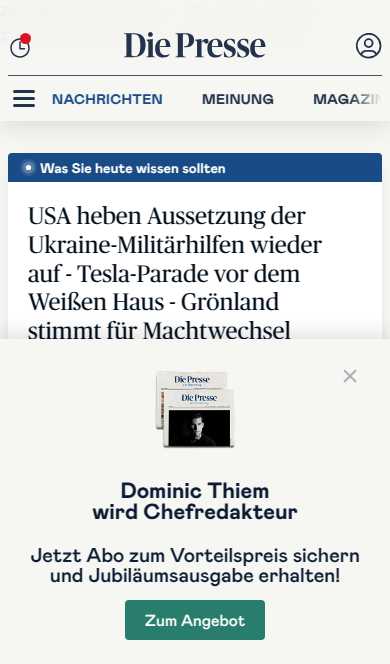 Die Presse
NACHRICHTEN MEINUNG MAGAZIN
Was Sie heute wissen sollten
USA heben Aussetzung der
Ukraine-Militärhilfen wieder
auf - Tesla-Parade vor dem
Weißen Haus - Grönland
stimmt für Machtwechsel
Die Presse
Die Presse
Dominic Thiem
wird Chefredakteur
Jetzt Abo zum Vorteilspreis sichern
und Jubiläumsausgabe erhalten!
Zum Angebot